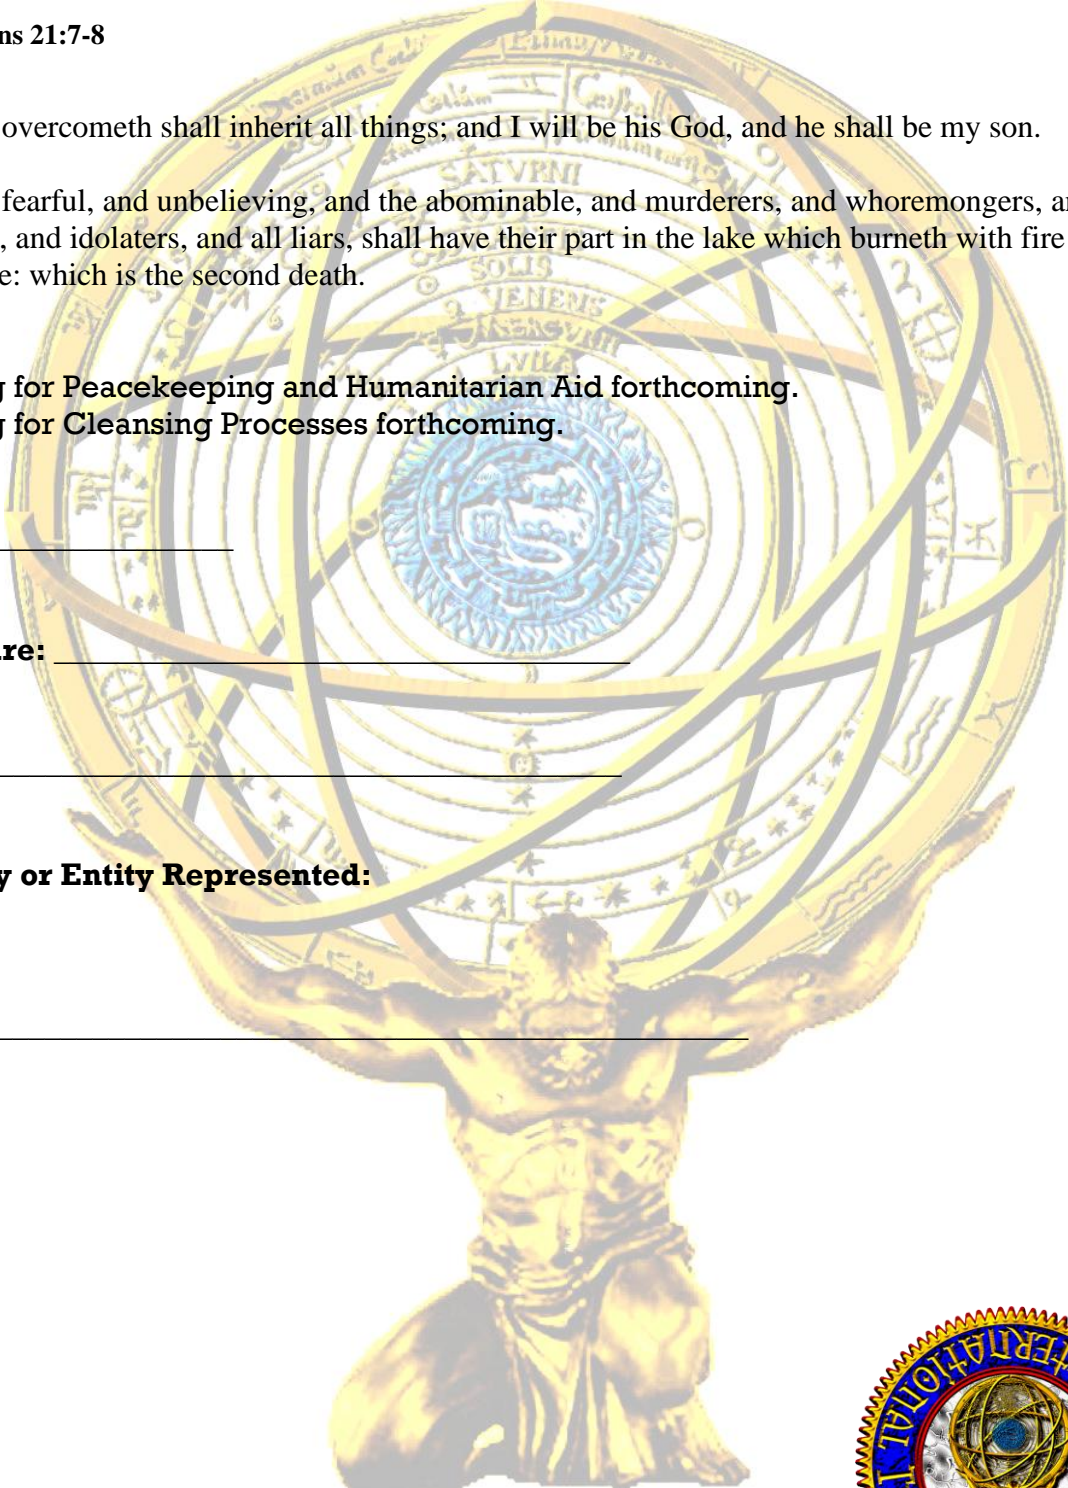 ns 21:7-8
overcometh shall inherit all things; and I will be his God, and he shall be my son.
fearful, and unbelieving, and the abominable, and murderers, and whoremongers, a
, and idolaters, and all liars, shall have their part in the lake which burneth with fire
e: which is the second death.
g for Peacekeeping and Humanitarian Aid forthcoming.
g for Cleansing Processes forthcoming.
re:
y or Entity Represented:
SATVRNI
SOLIS
VENERIS